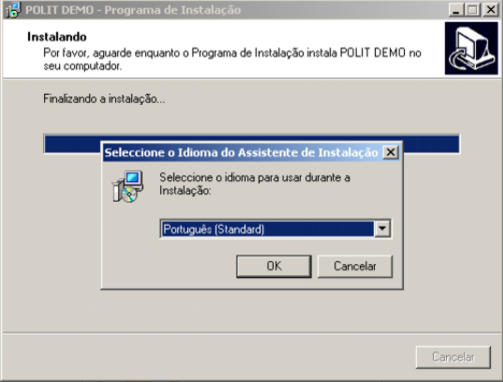 POLIT DEMO - Programa de Instalação
Instalando
Por favor, aguarde enquanto o Programa de Instalação instala POLIT DEMO no
seu computador.
Finalizando a instalação...
Seleccione o Idioma do Assistente de Instalação
Seleccione o idioma para usar durante a
Instalação:
Português (Standard)
OK
Cancelar
Cancelar